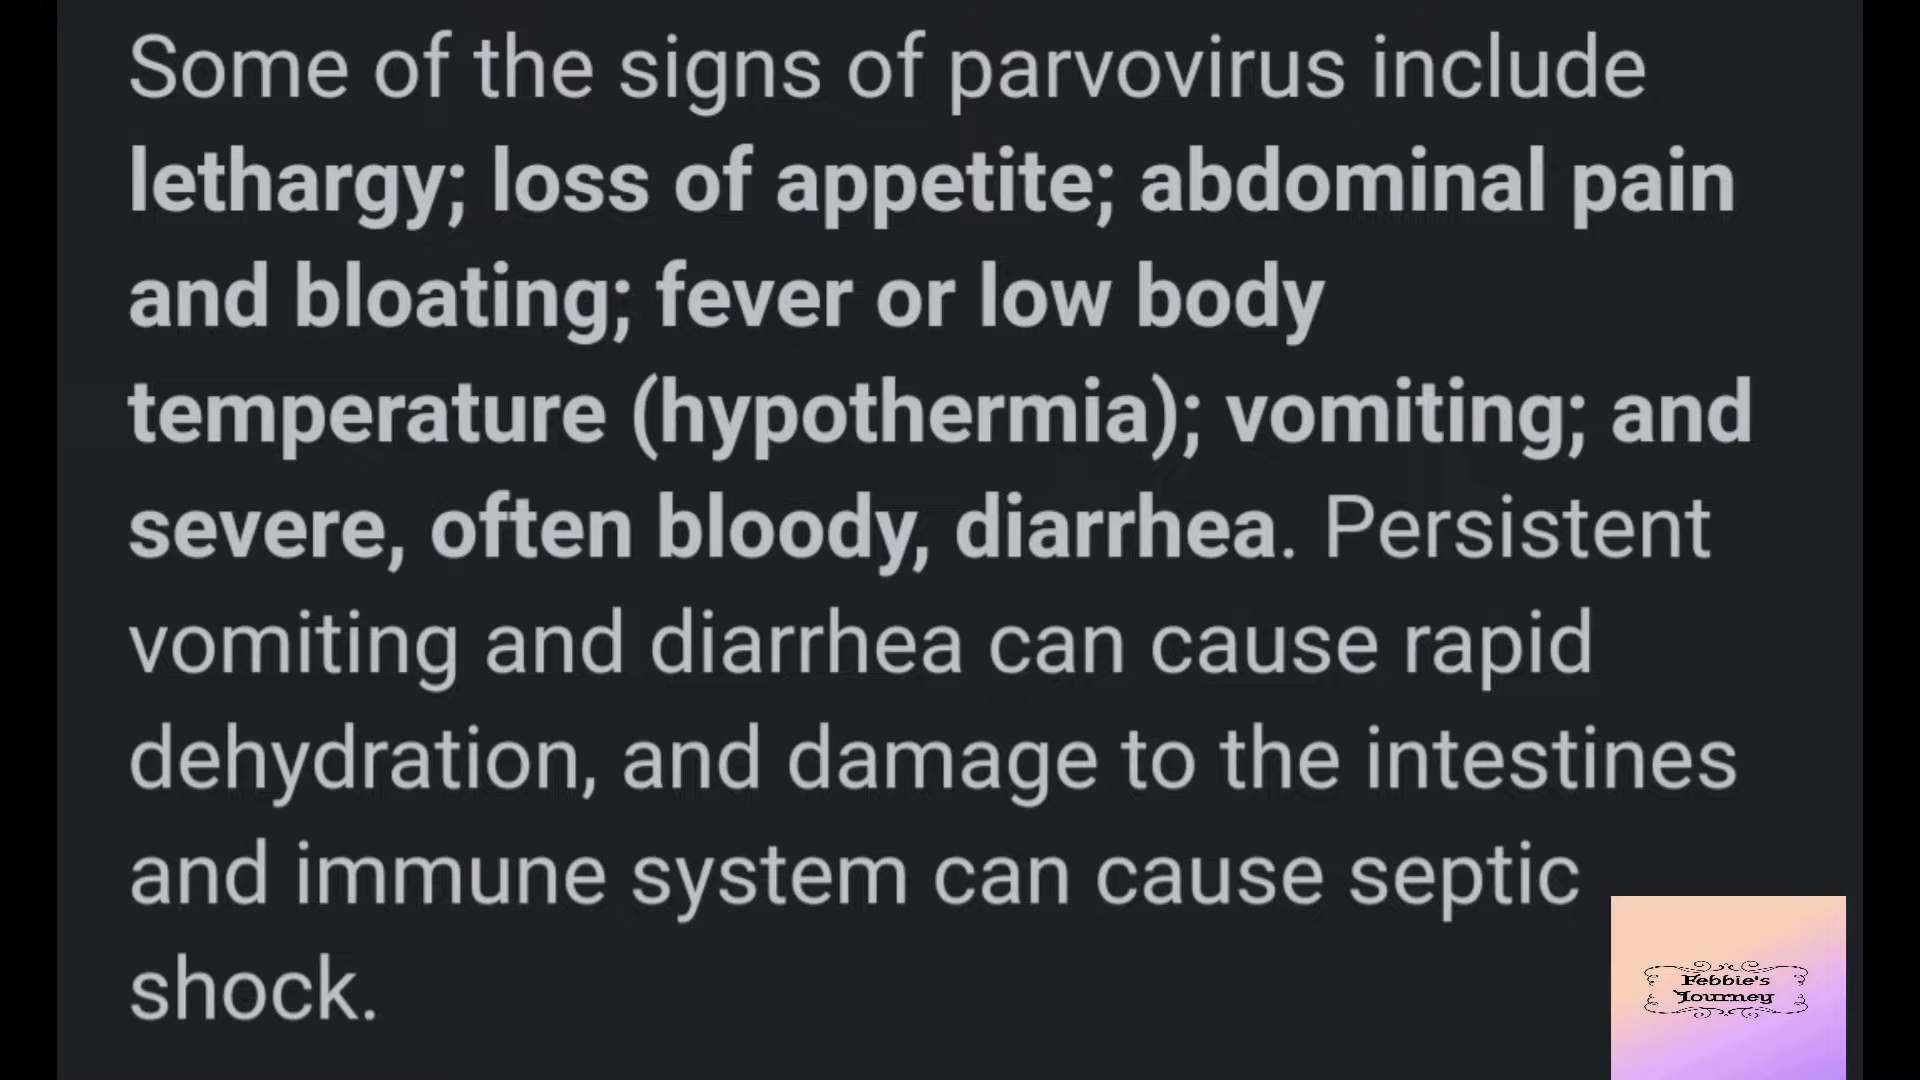 Some of the signs of parvovirus include
lethargy; loss of appetite; abdominal pain
and bloating; fever or low body
temperature (hypothermia); vomiting; and
severe, often bloody, diarrhea. Persistent
vomiting and diarrhea can cause rapid
dehydration, and damage to the intestines
and immune system can cause septic
shock.
Febbie's
Journey